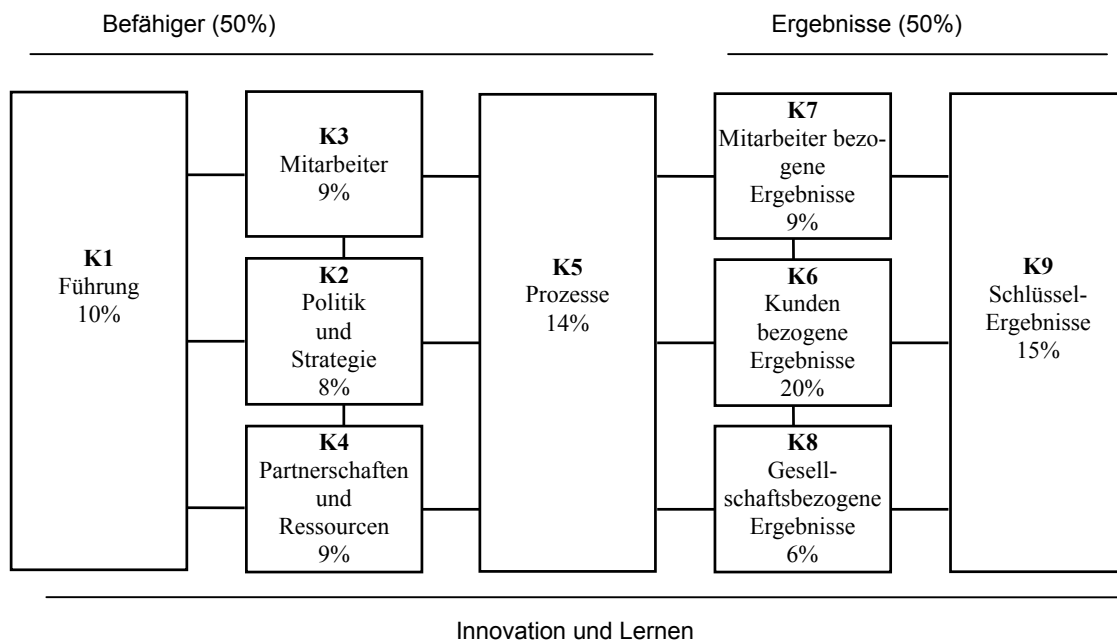 Befähiger (50%)
Ergebnisse (50%)
K1
Führung
10%
K3
Mitarbeiter
9%
K2
Politik
und
Strategie
8%
K4
Partnerschaften
und
Ressourcen
9%
K5
Prozesse
14%
K7
Mitarbeiter bezo-
gene
Ergebnisse
9%
K6
Kunden
bezogene
Ergebnisse
20%
K8
Gesell-
schaftsbezogene
Ergebnisse
6%
K9
Schlüssel-
Ergebnisse
15%
Innovation und Lernen